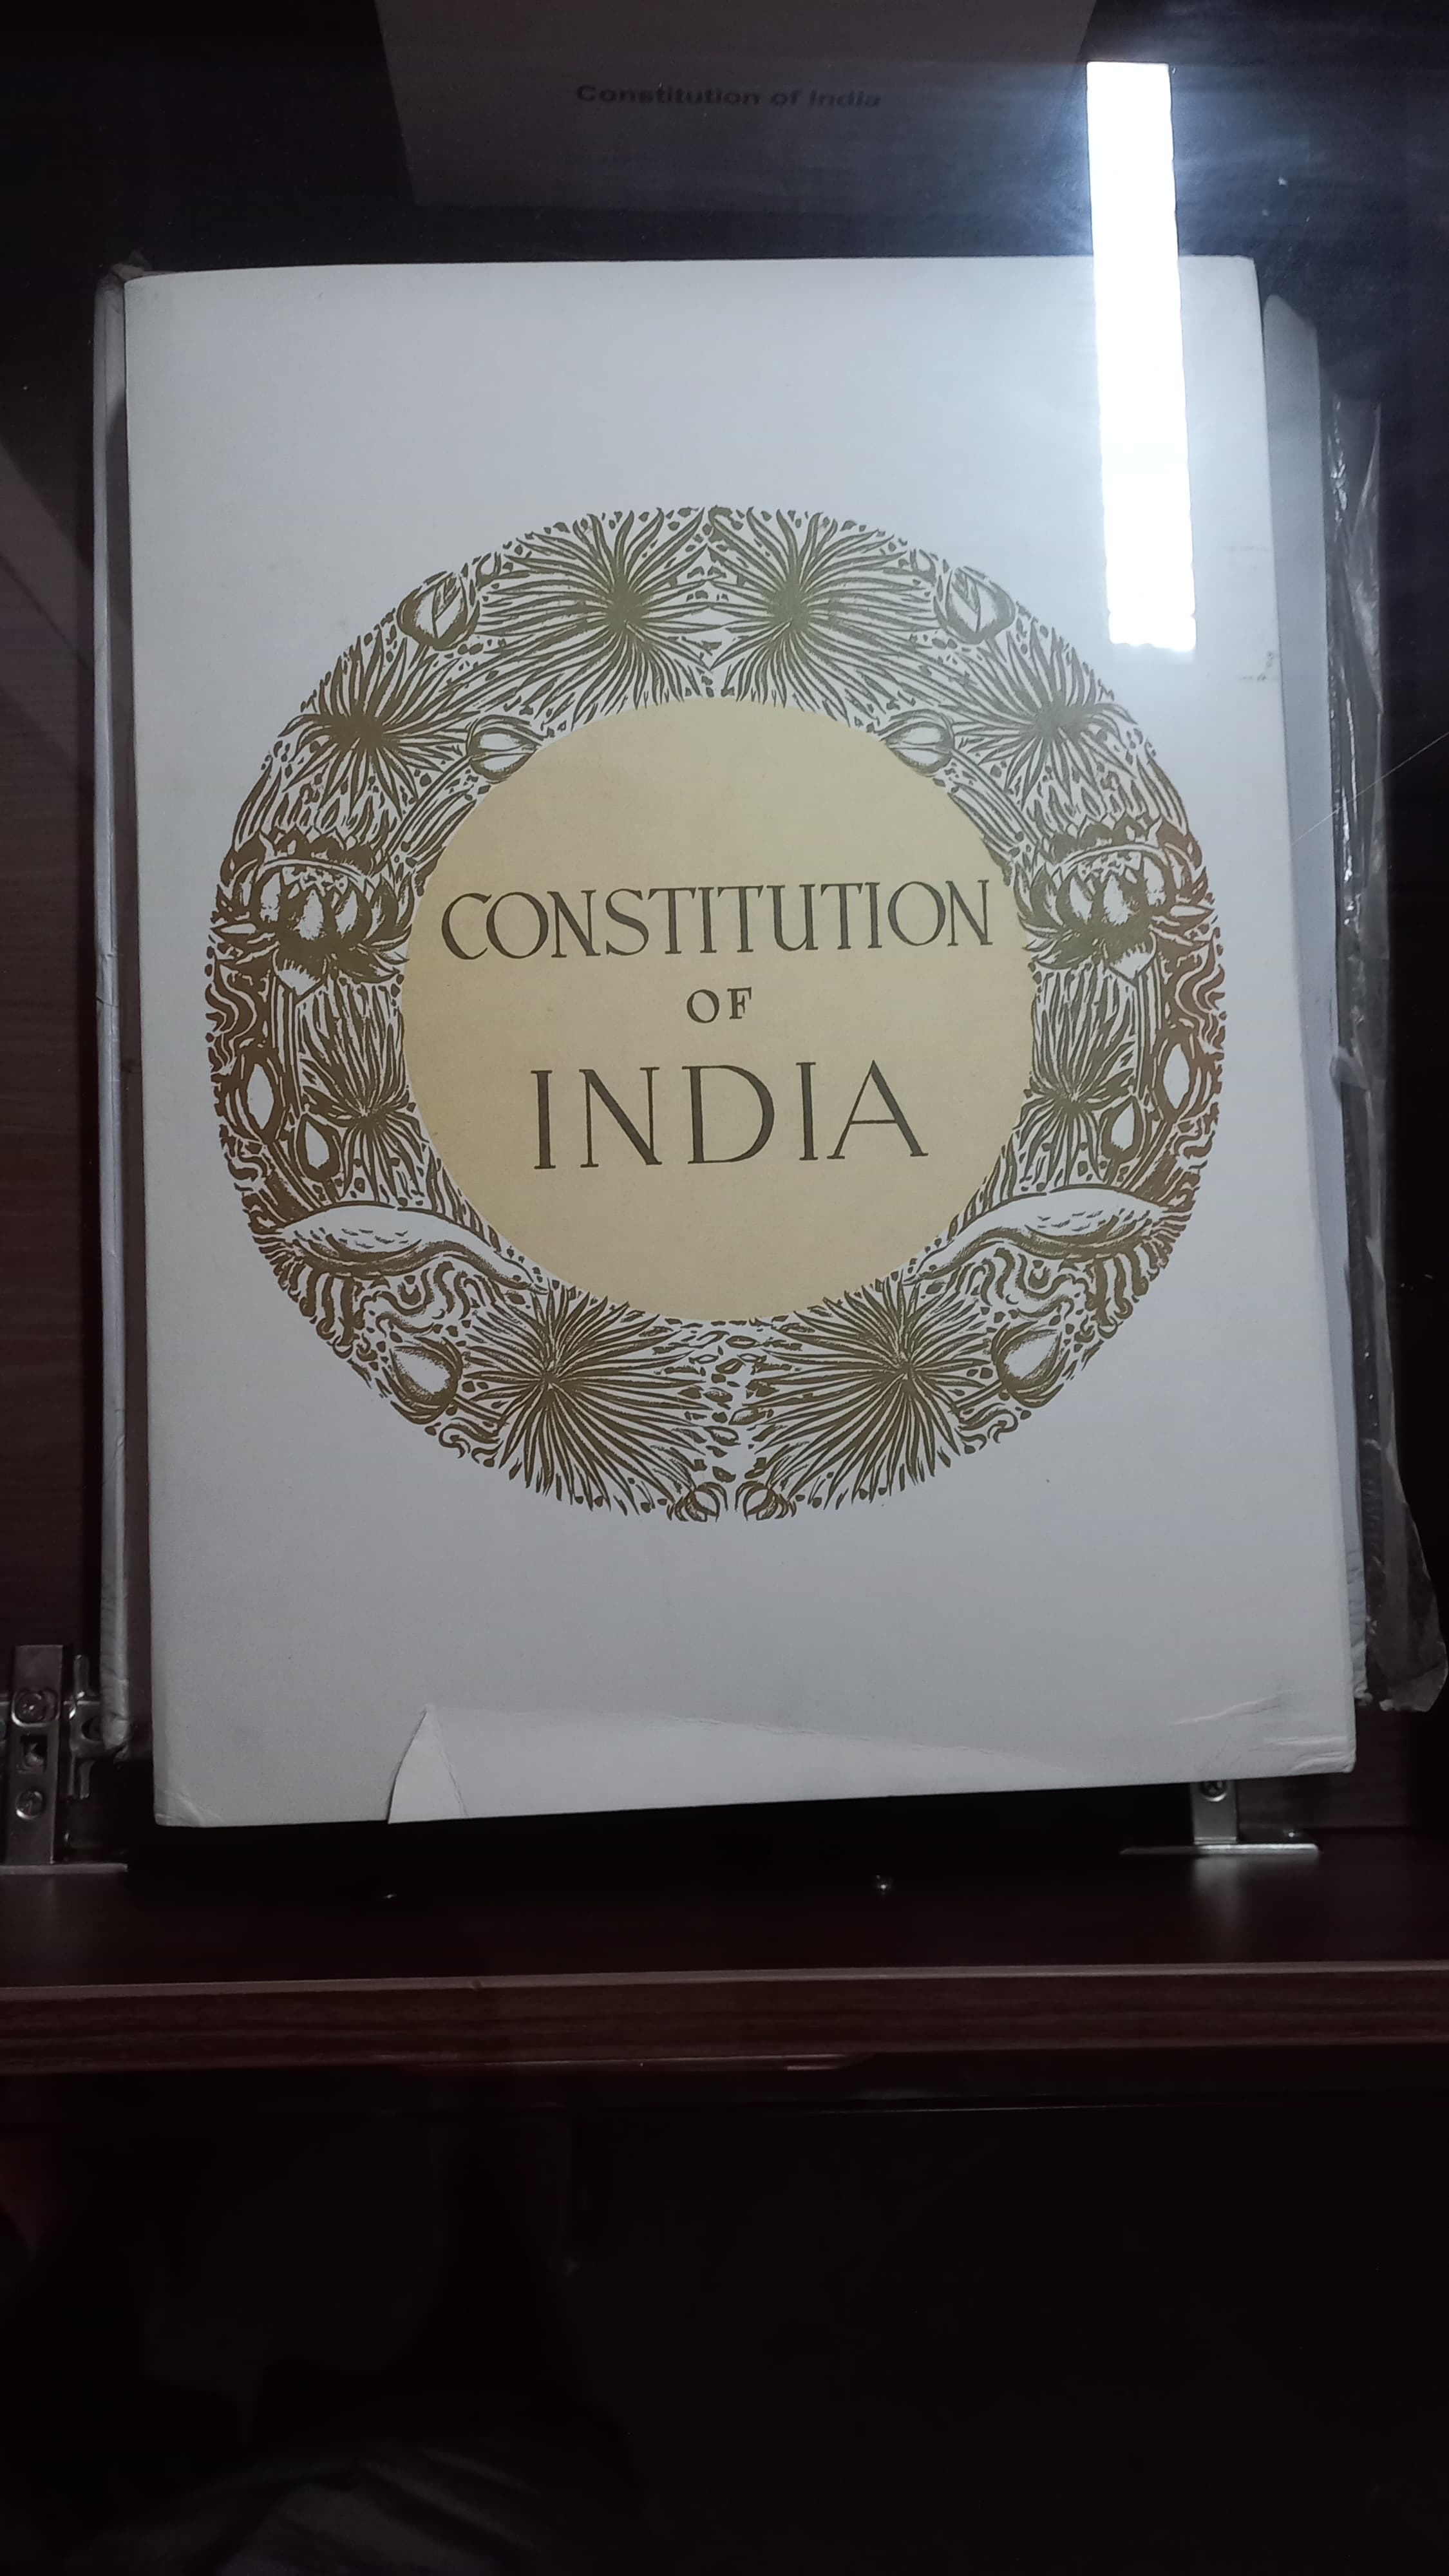 Constitution of India
CONSTITUTION
OF
INDIA